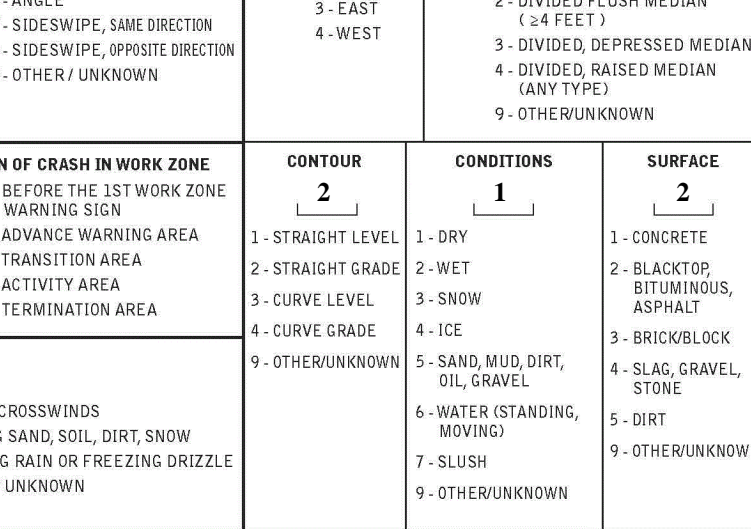 - ANGLE
- SIDESWIPE, SAME DIRECTION
- SIDESWIPE, OPPOSITE DIRECTION
- OTHER / UNKNOWN
3 - EAST
4 - WEST
2 - DIVIDED FLUSH MEDIAN
( ≥4 FEET )
3 - DIVIDED, DEPRESSED MEDIAN
4 - DIVIDED, RAISED MEDIAN
(ANY TYPE)
9 - OTHER/UNKNOWN
N OF CRASH IN WORK ZONE
BEFORE THE 1ST WORK ZONE
WARNING SIGN
ADVANCE WARNING AREA
TRANSITION AREA
ACTIVITY AREA
TERMINATION AREA
CROSSWINDS
G SAND, SOIL, DIRT, SNOW
G RAIN OR FREEZING DRIZZLE
UNKNOWN
CONTOUR
2
1 - STRAIGHT LEVEL
2 - STRAIGHT GRADE
3 - CURVE LEVEL
4 - CURVE GRADE
9 - OTHER/UNKNOWN
CONDITIONS
1
1 - DRY
2 - WET
3 - SNOW
4 - ICE
5 - SAND, MUD, DIRT,
OIL, GRAVEL
6 - WATER (STANDING,
MOVING)
7 - SLUSH
9 - OTHER/UNKNOWN
SURFACE
2
1 - CONCRETE
2 - BLACKTOP,
BITUMINOUS,
ASPHALT
3 - BRICK/BLOCK
4 - SLAG, GRAVEL,
STONE
5 - DIRT
9 - OTHER/UNKNOW